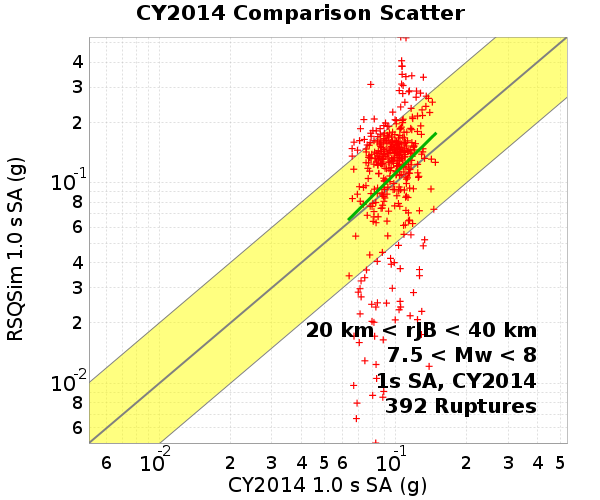 CY2014 Comparison Scatter
4
3
2
10⁻¹
8
6
4
3
2
10⁻²
8
6
RSQSim 1.0 s SA (g)
20 km < rJB < 40 km
7.5 < Mw < 8
1s SA, CY2014
392 Ruptures
6 10⁻² 2 3 4 5 6 10⁻¹ 2 3 4 5
CY2014 1.0 s SA (g)